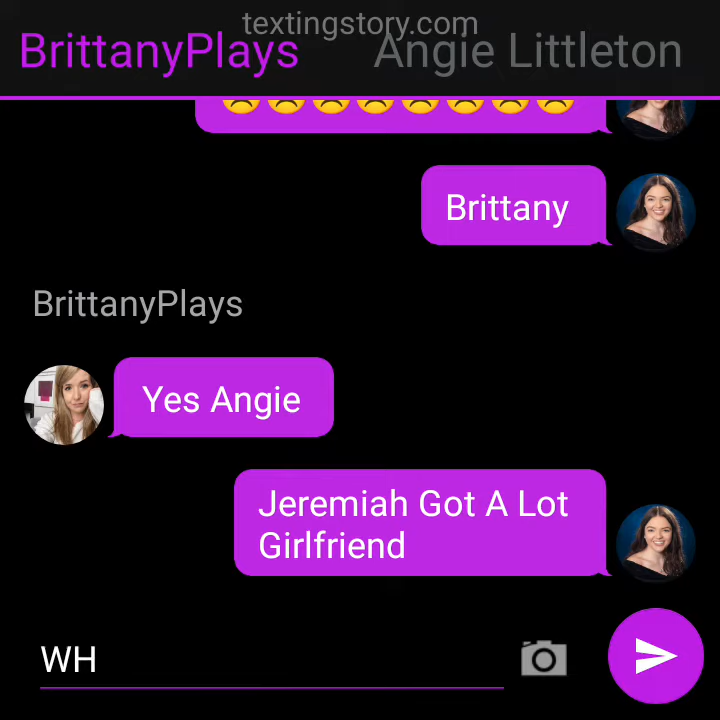 textingstory.com
BrittanyPlays Angie Littleton
😞😞😞😞😞😞😞😞
Brittany
BrittanyPlays
Yes Angie
Jeremiah Got A Lot
Girlfriend
WH